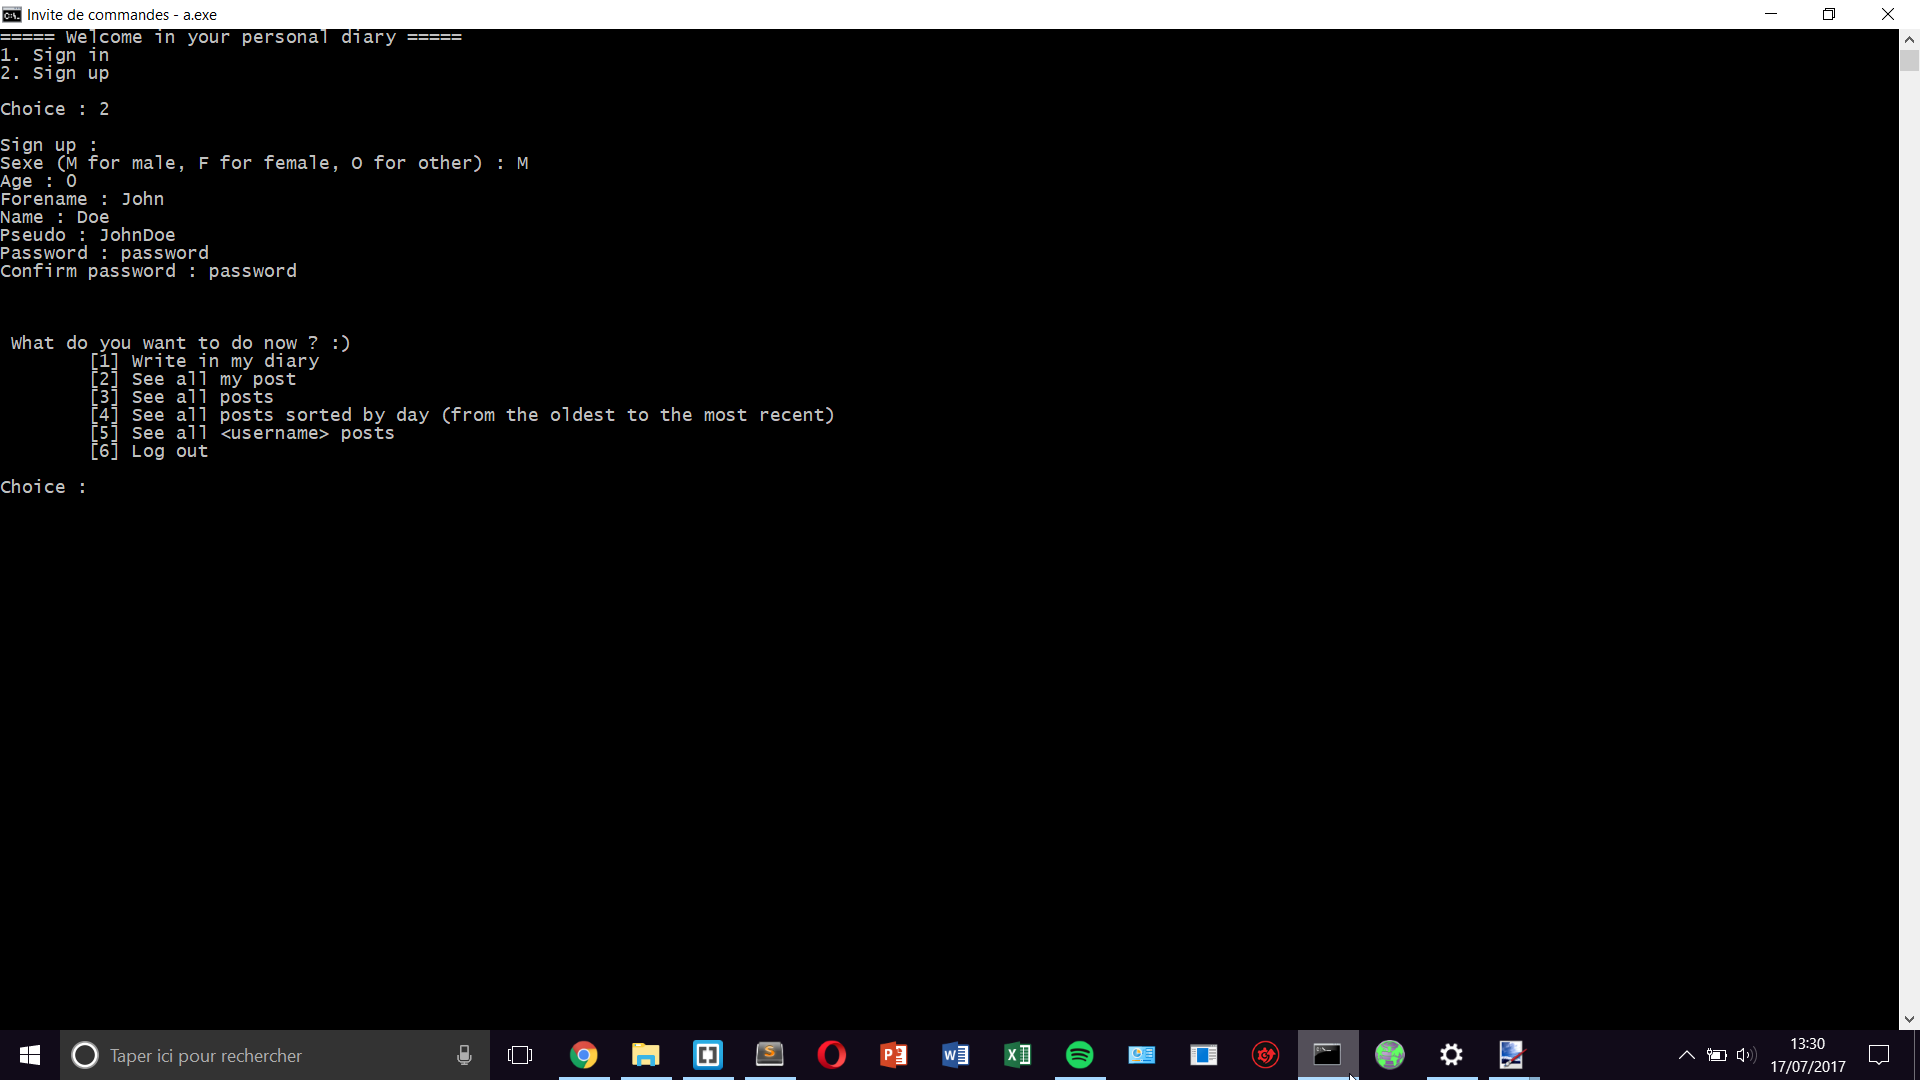 Invite de commandes - a.exe
===== Welcome in your personal diary =====
1. Sign in
2. Sign up
Choice : 2
Sign up :
Sexe (M for male, F for female, O for other) : M
Age : 0
Forename : John
Name : Doe
Pseudo : JohnDoe
Password : password
Confirm password : password
What do you want to do now ? :)
[1] Write in my diary
[2] See all my post
[3] See all posts
[4] See all posts sorted by day (from the oldest to the most recent)
[5] See all <username> posts
[6] Log out
Choice :
Taper ici pour rechercher
13:30
17/07/2017